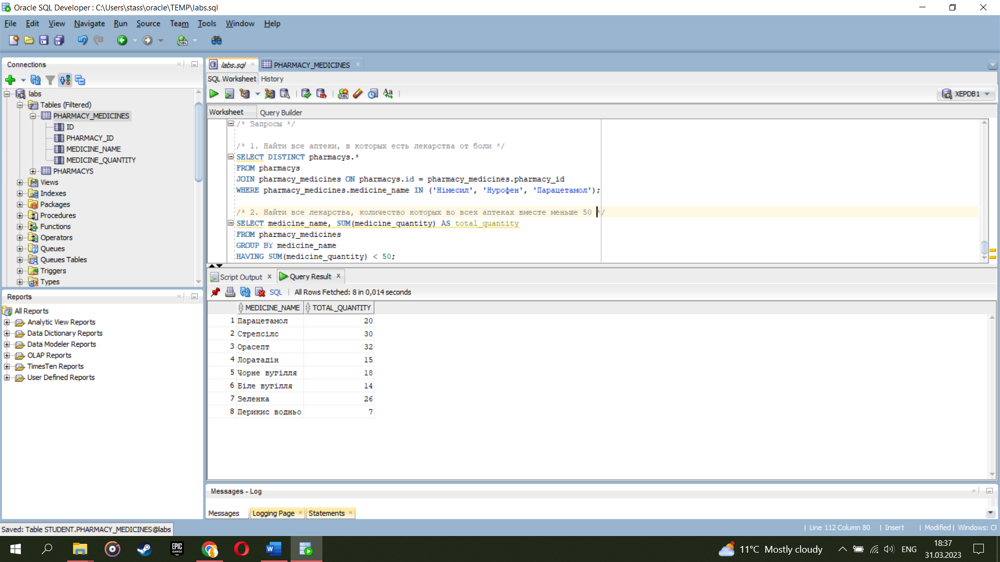 Oracle SQL Developer : C:\Users\stass\oracle\TEMP\labs.sql
File Edit View Navigate Run Source Team Tools Window Help
Connections
labs
Tables (Filtered)
PHARMACY_MEDICINES
ID
PHARMACY_ID
MEDICINE_NAME
MEDICINE_QUANTITY
PHARMACYS
Views
Indexes
Packages
Procedures
Functions
Operators
Queues
Queues Tables
Triggers
Types
Reports
All Reports
Analytic View Reports
Data Dictionary Reports
Data Modeler Reports
OLAP Reports
TimesTen Reports
User Defined Reports
labs.sql PHARMACY_MEDICINES
SQL Worksheet History
XEPDB1
Worksheet Query Builder
/* Запросы */
/* 1. Найти все аптеки, в которых есть лекарства от боли */
SELECT DISTINCT pharmacys.*
FROM pharmacys
JOIN pharmacy_medicines ON pharmacys.id = pharmacy_medicines.pharmacy_id
WHERE pharmacy_medicines.medicine_name IN ('Німесил', 'Нурофен', 'Парацетамол');
/* 2. Найти все лекарства, количество которых во всех аптеках вместе меньше 50 */
SELECT medicine_name, SUM(medicine_quantity) AS total_quantity
FROM pharmacy_medicines
GROUP BY medicine_name
HAVING SUM(medicine_quantity) < 50;
Script Output x Query Result x
SQL | All Rows Fetched: 8 in 0,014 seconds
MEDICINE_NAME TOTAL_QUANTITY
1 Парацетамол 20
2 Стрепсілс 30
3 Орасепт 32
4 Лоратадін 15
5 Чорне вугілля 18
6 Біле вугілля 14
7 Зеленка 26
8 Перикис водньо 7
Messages - Log
Messages Logging Page Statements
Saved: Table STUDENT.PHARMACY_MEDICINES@labs
| Line 112 Column 80 | Insert | Modified | Windows: CF
EPIC GAMES
11°C Mostly cloudy
ENG
18:37
31.03.2023